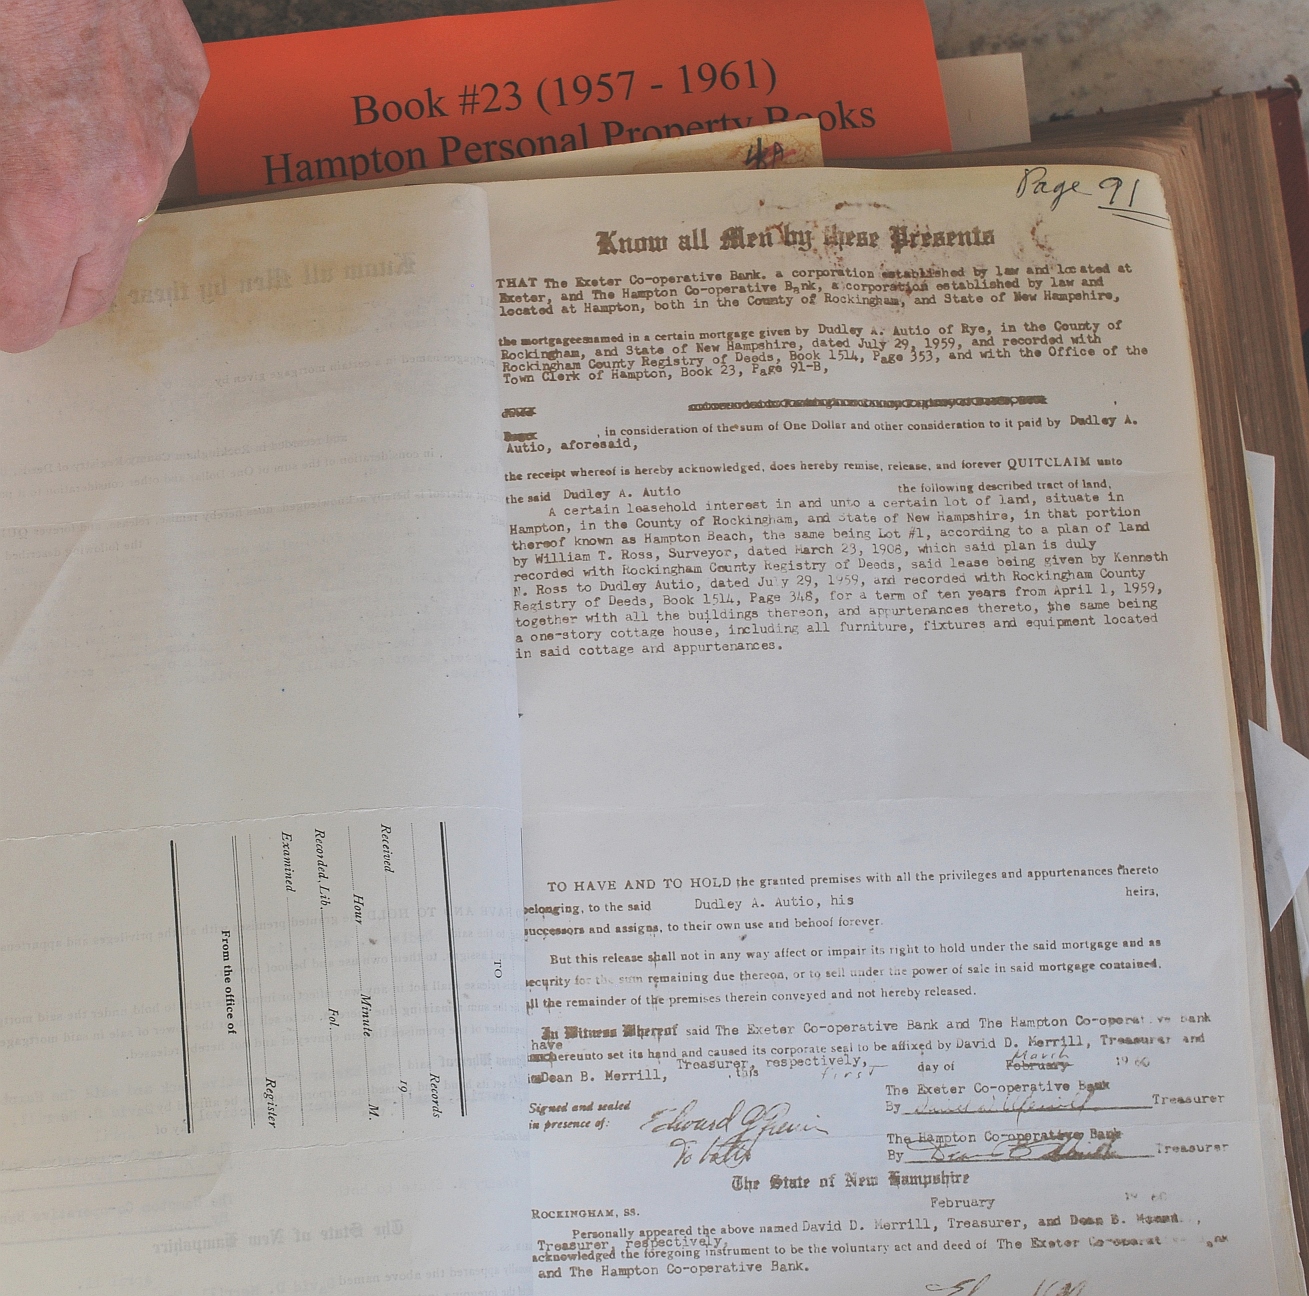 Book #23 (1957 - 1961)
Hampton Personal Property Books
4A
Page 91
Know all Men by these Presents
THAT The Exeter Co-operative Bank. a corporation established by law and located at
Exeter, and The Hampton Co-operative Bank, a corporation established by law and
located at Hampton, both in the County of Rockingham, and State of New Hampshire,
the mortgagees named in a certain mortgage given by Dudley A. Autio of Rye, in the County of
Rockingham, and State of New Hampshire, dated July 29, 1959, and recorded with
Rockingham County Registry of Deeds, Book 1514, Page 353, and with the Office of the
Town Clerk of Hampton, Book 23, Page 91-B,
, in consideration of the sum of One Dollar and other consideration to it paid by Dudley A.
Autio, aforesaid,
the receipt whereof is hereby acknowledged, does hereby remise, release, and forever QUITCLAIM unto
the said Dudley A. Autio the following described tract of land,
A certain leasehold interest in and unto a certain lot of land, situate in
Hampton, in the County of Rockingham, and State of New Hampshire, in that portion
thereof known as Hampton Beach, the same being Lot #1, according to a plan of land
by William T. Ross, Surveyor, dated March 23, 1908, which said plan is duly
recorded with Rockingham County Registry of Deeds, said lease being given by Kenneth
N. Ross to Dudley Autio, dated July 29, 1959, and recorded with Rockingham County
Registry of Deeds, Book 1514, Page 348, for a term of ten years from April 1, 1959,
together with all the buildings thereon, and appurtenances thereto, the same being
a one-story cottage house, including all furniture, fixtures and equipment located
in said cottage and appurtenances.
TO HAVE AND TO HOLD the granted premises with all the privileges and appurtenances thereto
belonging, to the said Dudley A. Autio, his heirs,
successors and assigns, to their own use and behoof forever.
But this release shall not in any way affect or impair its right to hold under the said mortgage and as
security for the sum remaining due thereon, or to sell under the power of sale in said mortgage contained,
all the remainder of the premises therein conveyed and not hereby released.
In Witness Whereof said The Exeter Co-operative Bank and The Hampton Co-operative Bank
have
hereunto set its hand and caused its corporate seal to be affixed by David D. Merrill, Treasurer and
Dean B. Merrill, Treasurer, respectively, this first day of February March 1960
The Exeter Co-operative Bank
By Treasurer
Signed and sealed
in presence of:
The Hampton Co-operative Bank
By Treasurer
The State of New Hampshire
ROCKINGHAM, SS. February 1960
Personally appeared the above named David D. Merrill, Treasurer, and Dean B.
Treasurer, respectively,
acknowledged the foregoing instrument to be the voluntary act and deed of The Exeter Co-operative Bank
and The Hampton Co-operative Bank.
TO
Records
Received 19
Hour Minute M.
Recorded, Lib. Fol.
Examined Register
From the office of